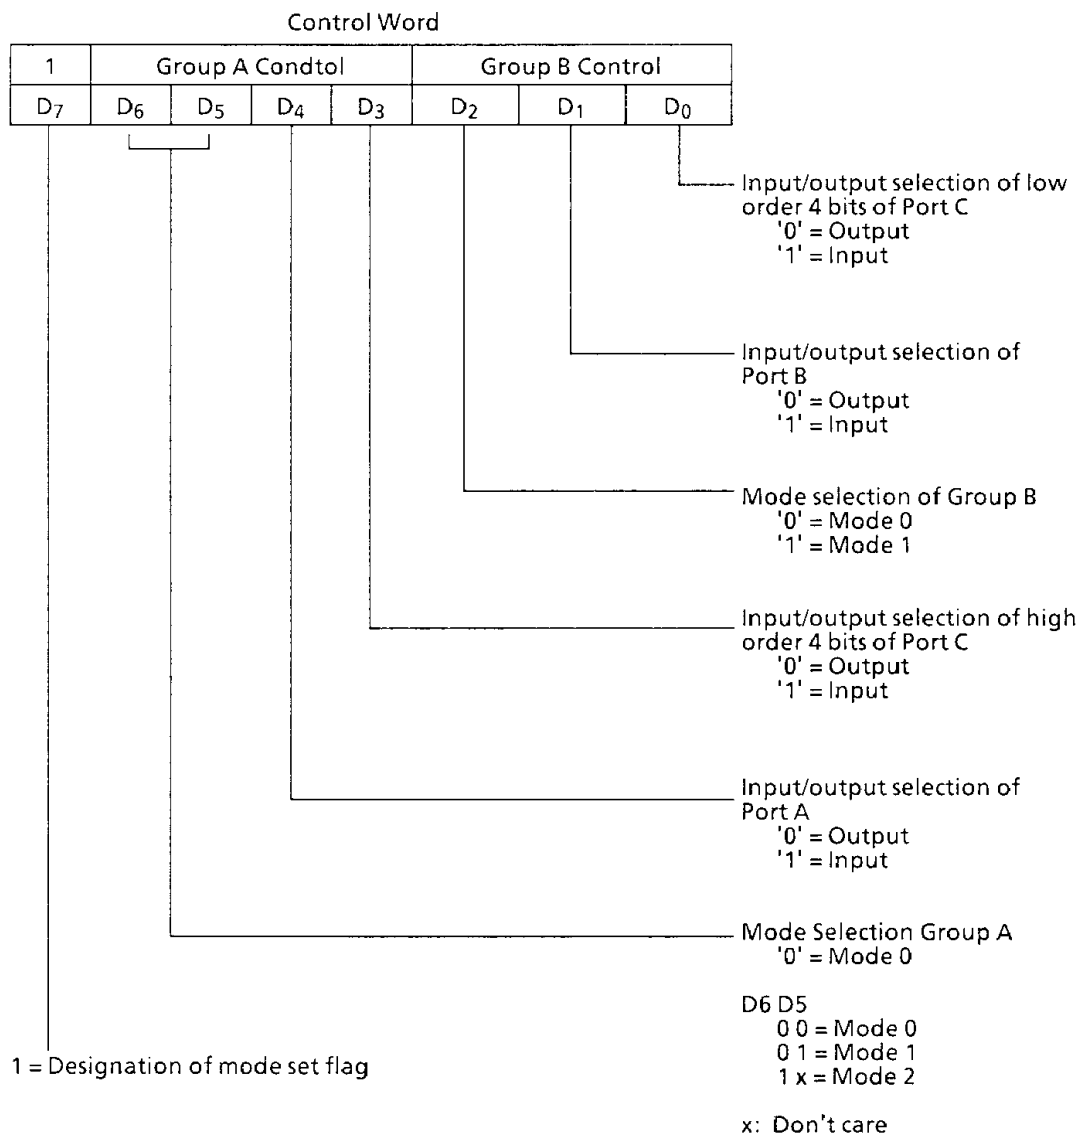 Control Word
1 Group A Condtol Group B Control
D7 D6 D5 D4 D3 D2 D1 D0
Input/output selection of low
order 4 bits of Port C
'0' = Output
'1' = Input
Input/output selection of
Port B
'0' = Output
'1' = Input
Mode selection of Group B
'0' = Mode 0
'1' = Mode 1
Input/output selection of high
order 4 bits of Port C
'0' = Output
'1' = Input
Input/output selection of
Port A
'0' = Output
'1' = Input
Mode Selection Group A
'0' = Mode 0
D6 D5
0 0 = Mode 0
0 1 = Mode 1
1 x = Mode 2
x: Don't care
1 = Designation of mode set flag